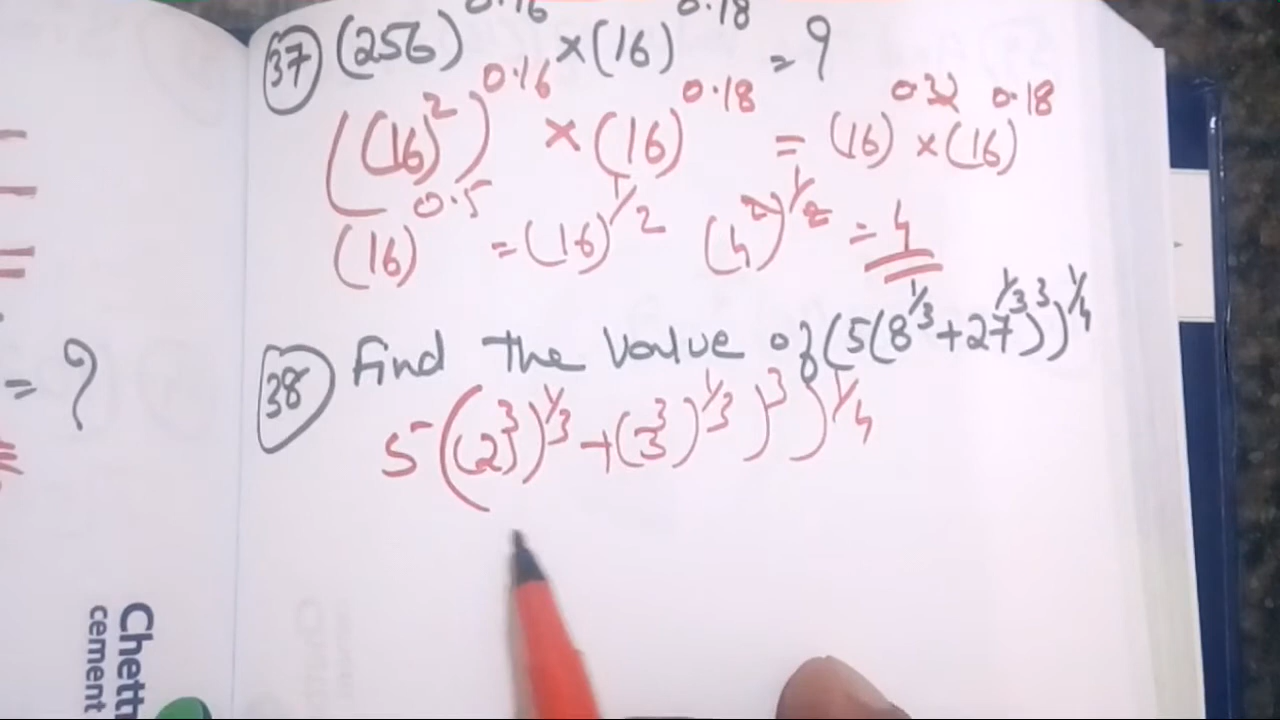 37 (256)^0.16 × (16)^0.18 = ?
((16)^2)^0.16 × (16)^0.18 = (16)^0.32 × (16)^0.18
(16)^0.5 = (16)^1/2 (4^2)^1/2 = 4
38 Find the value of (5(8^1/3 + 27^1/3)^3)^1/4
5((2^3)^1/3 + (3^3)^1/3)^3)^1/4
= ?
Chett
cement